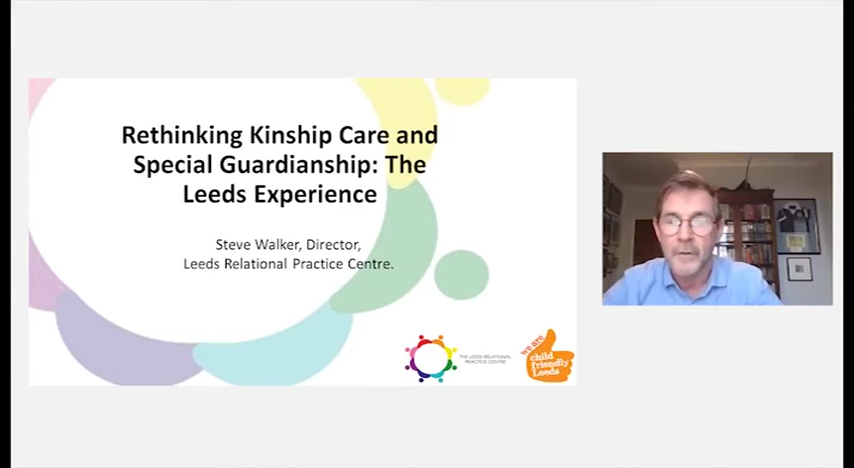 Rethinking Kinship Care and
Special Guardianship: The
Leeds Experience
Steve Walker, Director,
Leeds Relational Practice Centre.
THE LEEDS RELATIONAL
PRACTICE CENTRE
we are
child
friendly
Leeds